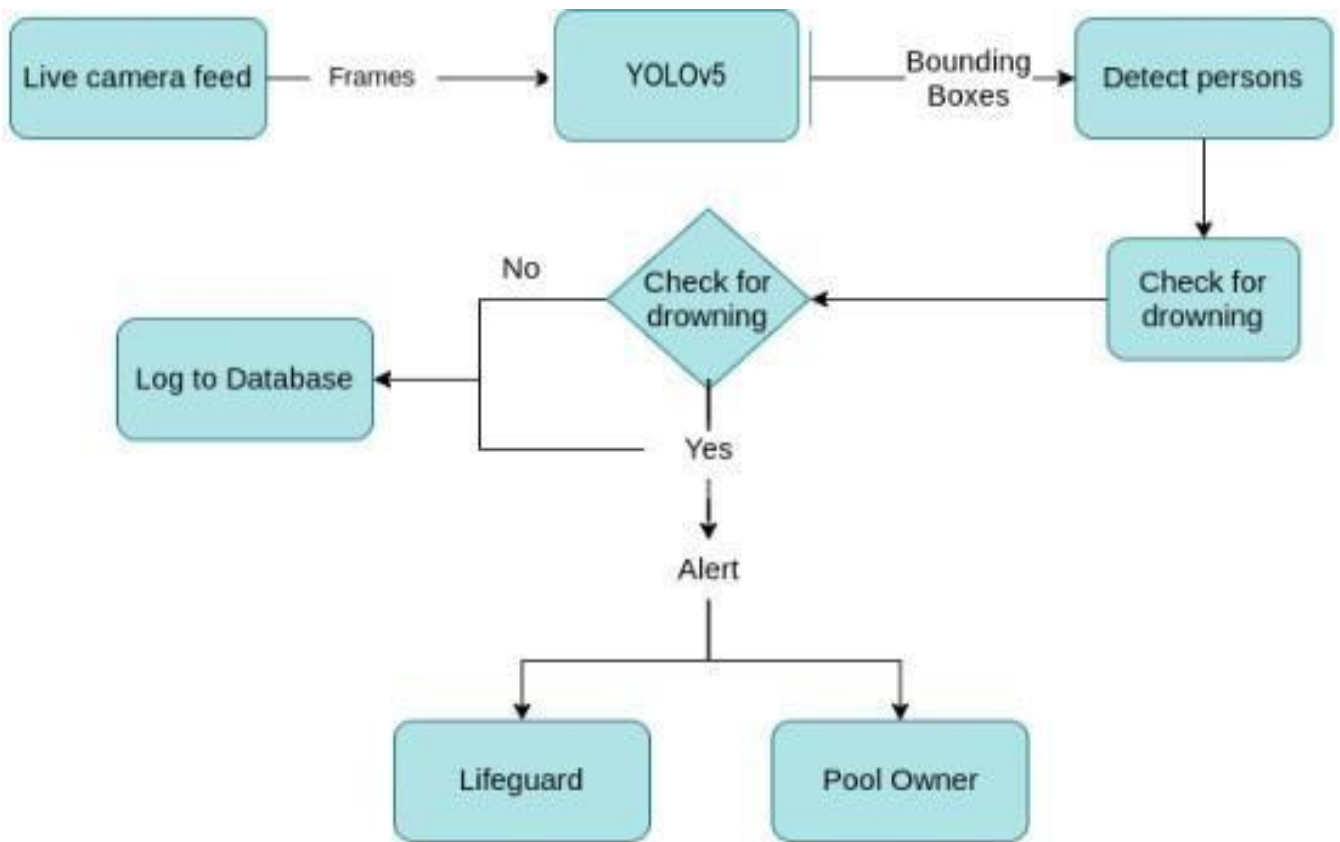 Live camera feed
Frames
YOLOv5
Bounding
Boxes
Detect persons
No
Check for
drowning
Check for
drowning
Log to Database
Yes
Alert
Lifeguard
Pool Owner